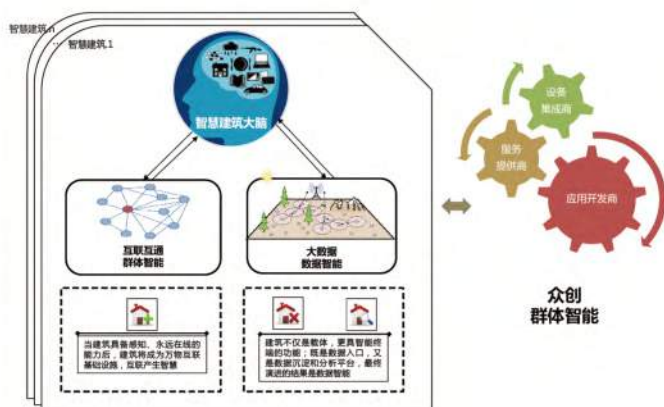 智慧建筑.n
... 智慧建筑.1
智慧建筑大脑
互联互通
群体智能
大数据
数据智能
当建筑具备感知、永远在线的
能力后，建筑将成为万物互联
基础设施，互联产生智慧
建筑不仅是载体，更具智能终
端的功能；既是数据入口，又
是数据沉淀和分析平台，最终
演进的结果是数据智能
设备
集成商
服务
提供商
应用开发商
众创
群体智能